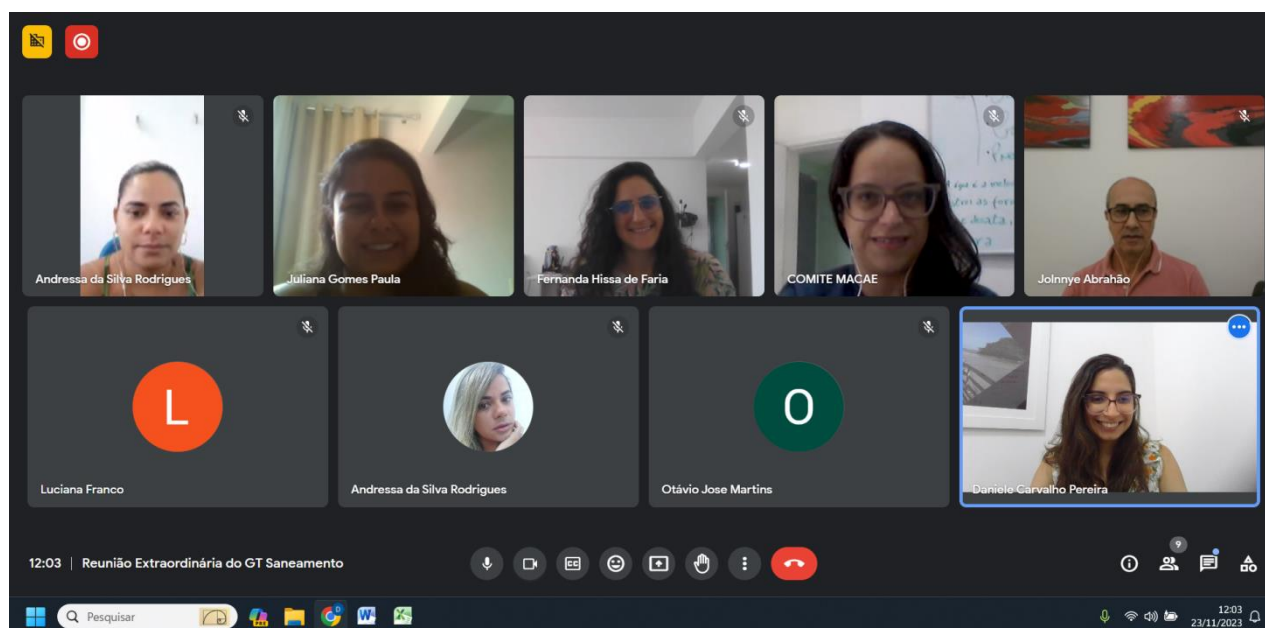 Andressa da Silva Rodrigues
Juliana Gomes Paula
Fernanda Hissa de Faria
COMITE MACAE
Jolnnye Abrahão
L
Luciana Franco
Andressa da Silva Rodrigues
O
Otávio Jose Martins
Daniele Carvalho Pereira
12:03 | Reunião Extraordinária do GT Saneamento
CC
9
Pesquisar
PRE
W
X
12:03
23/11/2023